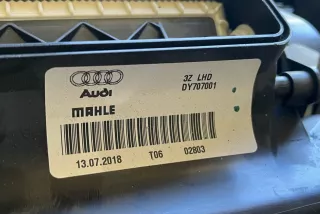 3Z LHD
Audi
DY707001
MAHLE
13.07.2018 T06 02803